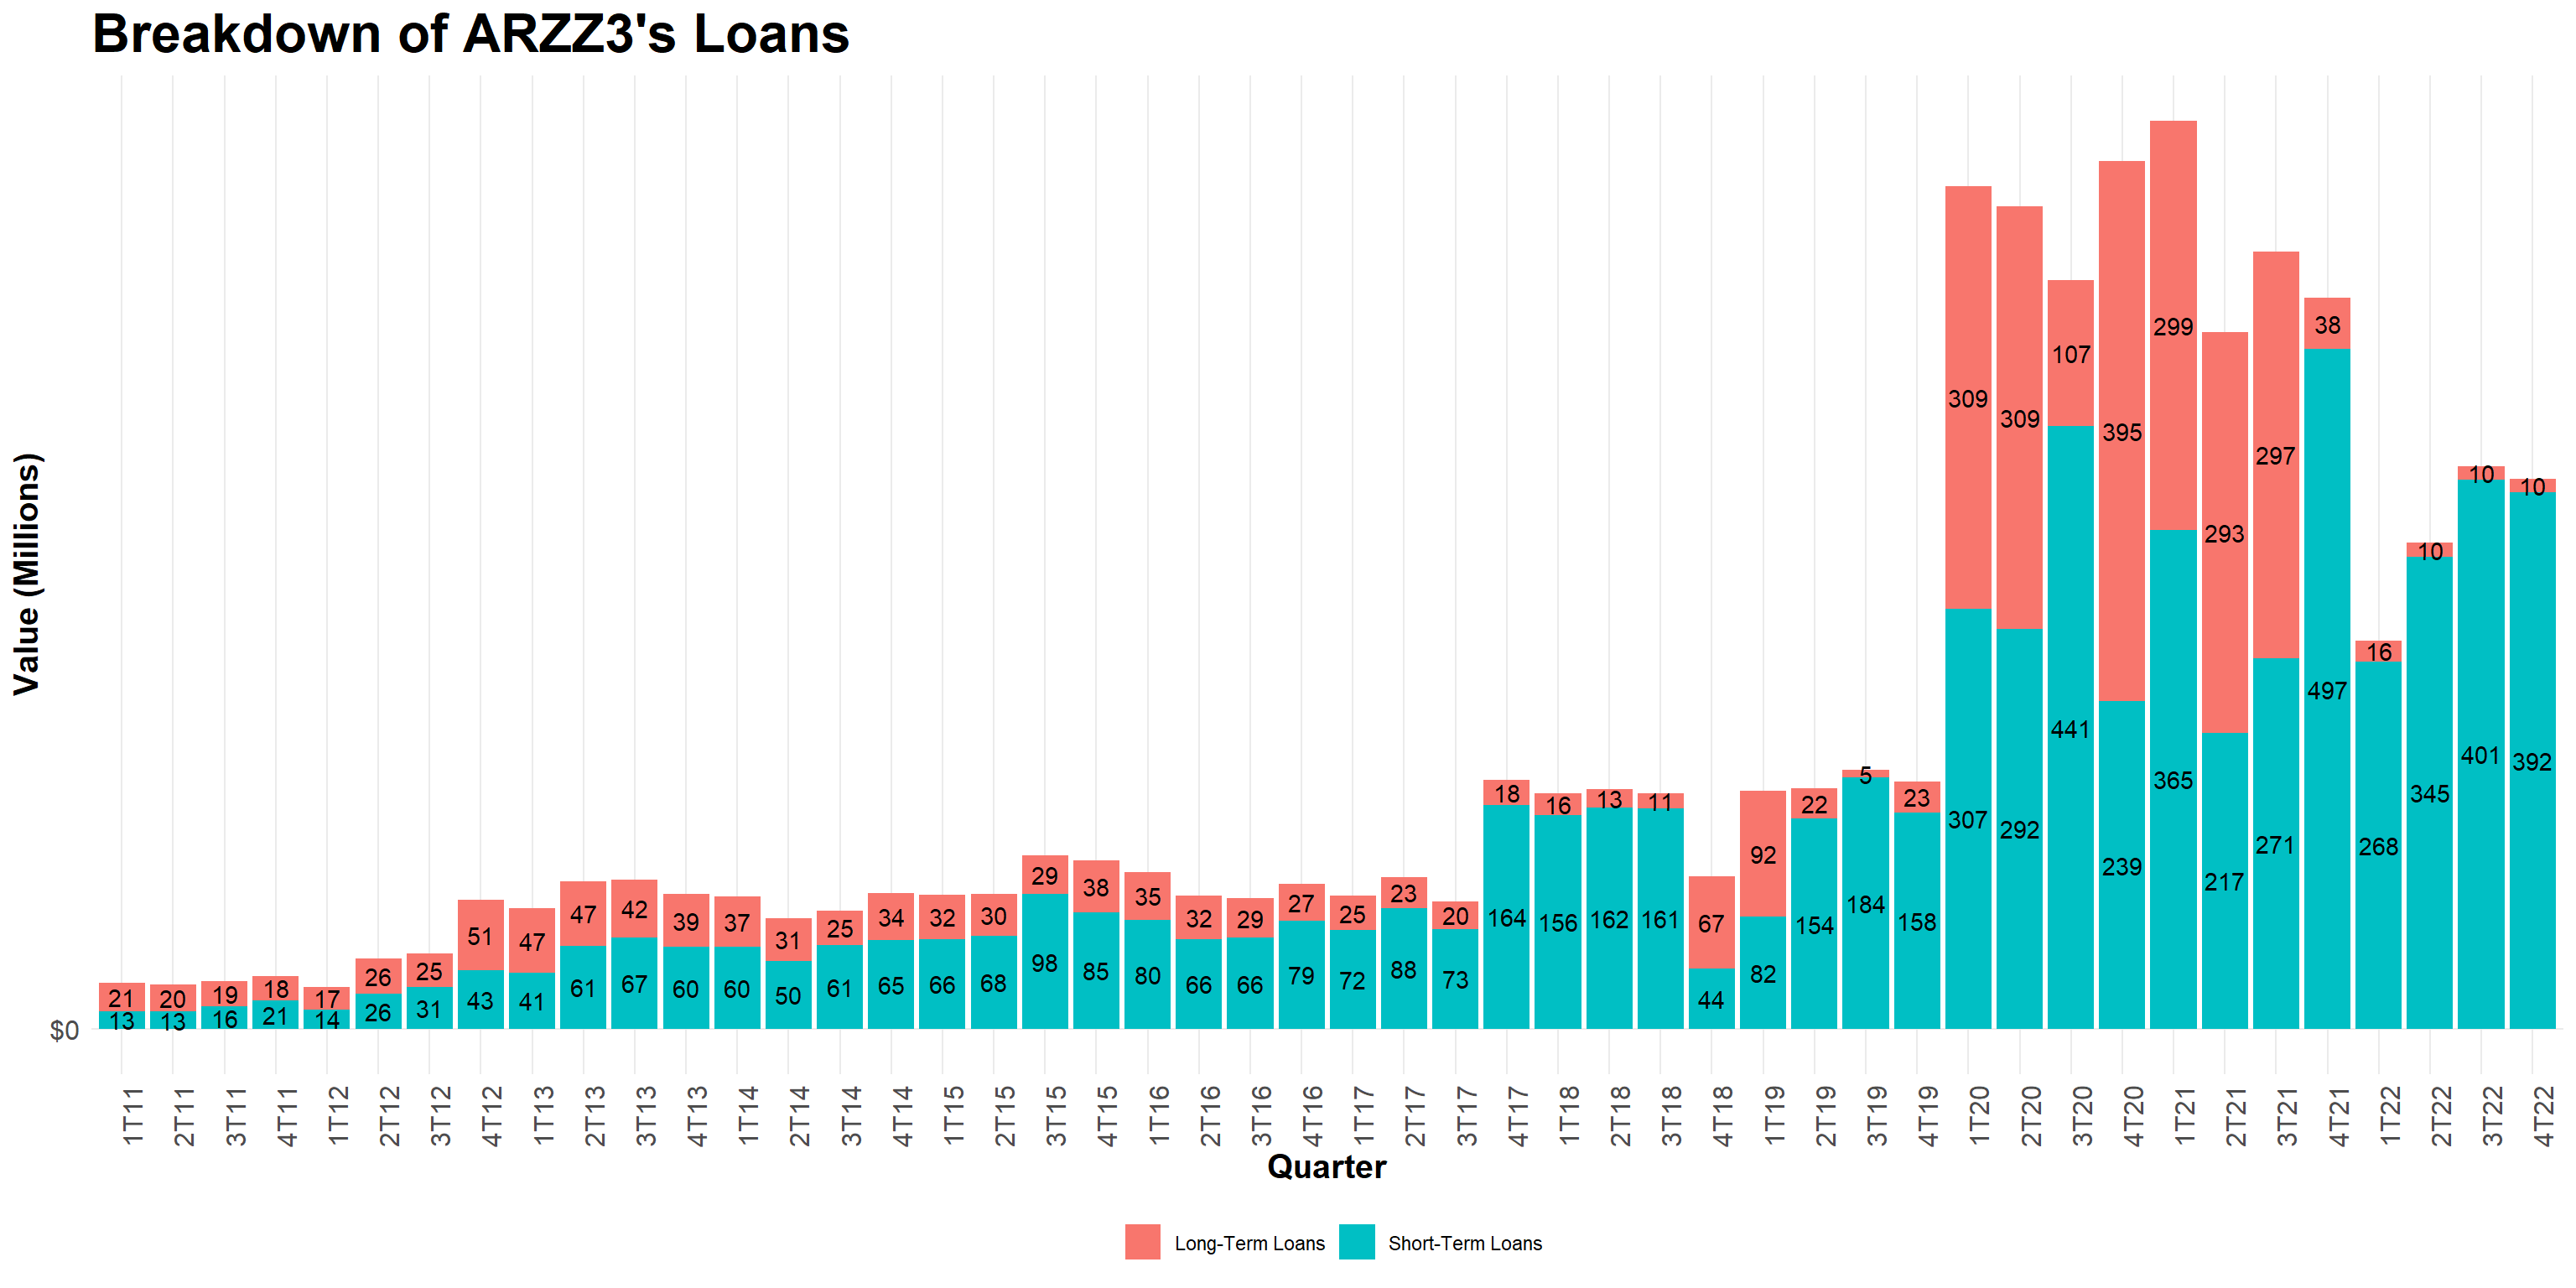 Breakdown of ARZZ3's Loans
Value (Millions)
$0
21 20 19 18 17 26 25 51 47 47 42 39 37 31 25 34 32 30 29 38 35 32 29 27 25 23 20 18 16 13 11 67 92 22 5 23 309 309 107 395 299 293 297 38 16 10 10 10
13 13 16 21 14 26 31 43 41 61 67 60 60 50 61 65 66 68 98 85 80 66 66 79 72 88 73 164 156 162 161 44 82 154 184 158 307 292 441 239 365 217 271 497 268 345 401 392
1T11 2T11 3T11 4T11 1T12 2T12 3T12 4T12 1T13 2T13 3T13 4T13 1T14 2T14 3T14 4T14 1T15 2T15 3T15 4T15 1T16 2T16 3T16 4T16 1T17 2T17 3T17 4T17 1T18 2T18 3T18 4T18 1T19 2T19 3T19 4T19 1T20 2T20 3T20 4T20 1T21 2T21 3T21 4T21 1T22 2T22 3T22 4T22
Quarter
Long-Term Loans Short-Term Loans